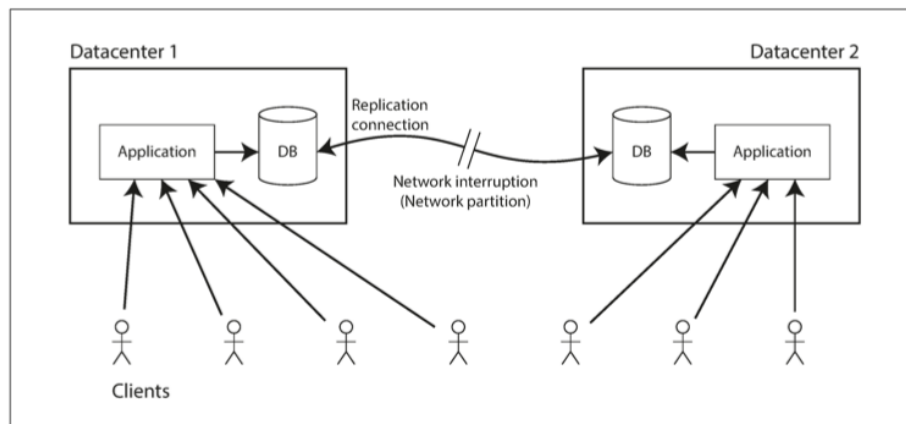 Datacenter 1
Datacenter 2
Replication
connection
Application
DB
DB
Application
Network interruption
(Network partition)
Clients